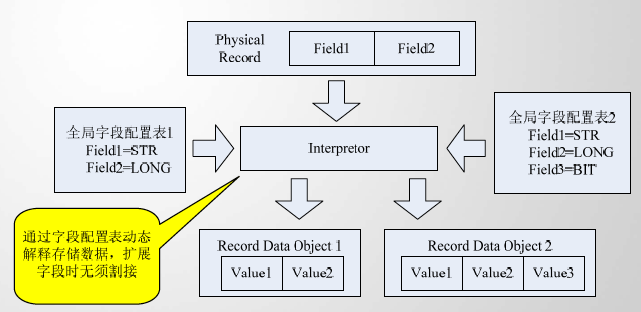 Physical
Record
Field1
Field2
全局字段配置表1
Field1=STR
Field2=LONG
Interpretor
全局字段配置表2
Field1=STR
Field2=LONG
Field3=BIT
通过字段配置表动态
解释存储数据，扩展
字段时无须割接
Record Data Object 1
Value1
Value2
Record Data Object 2
Value1
Value2
Value3